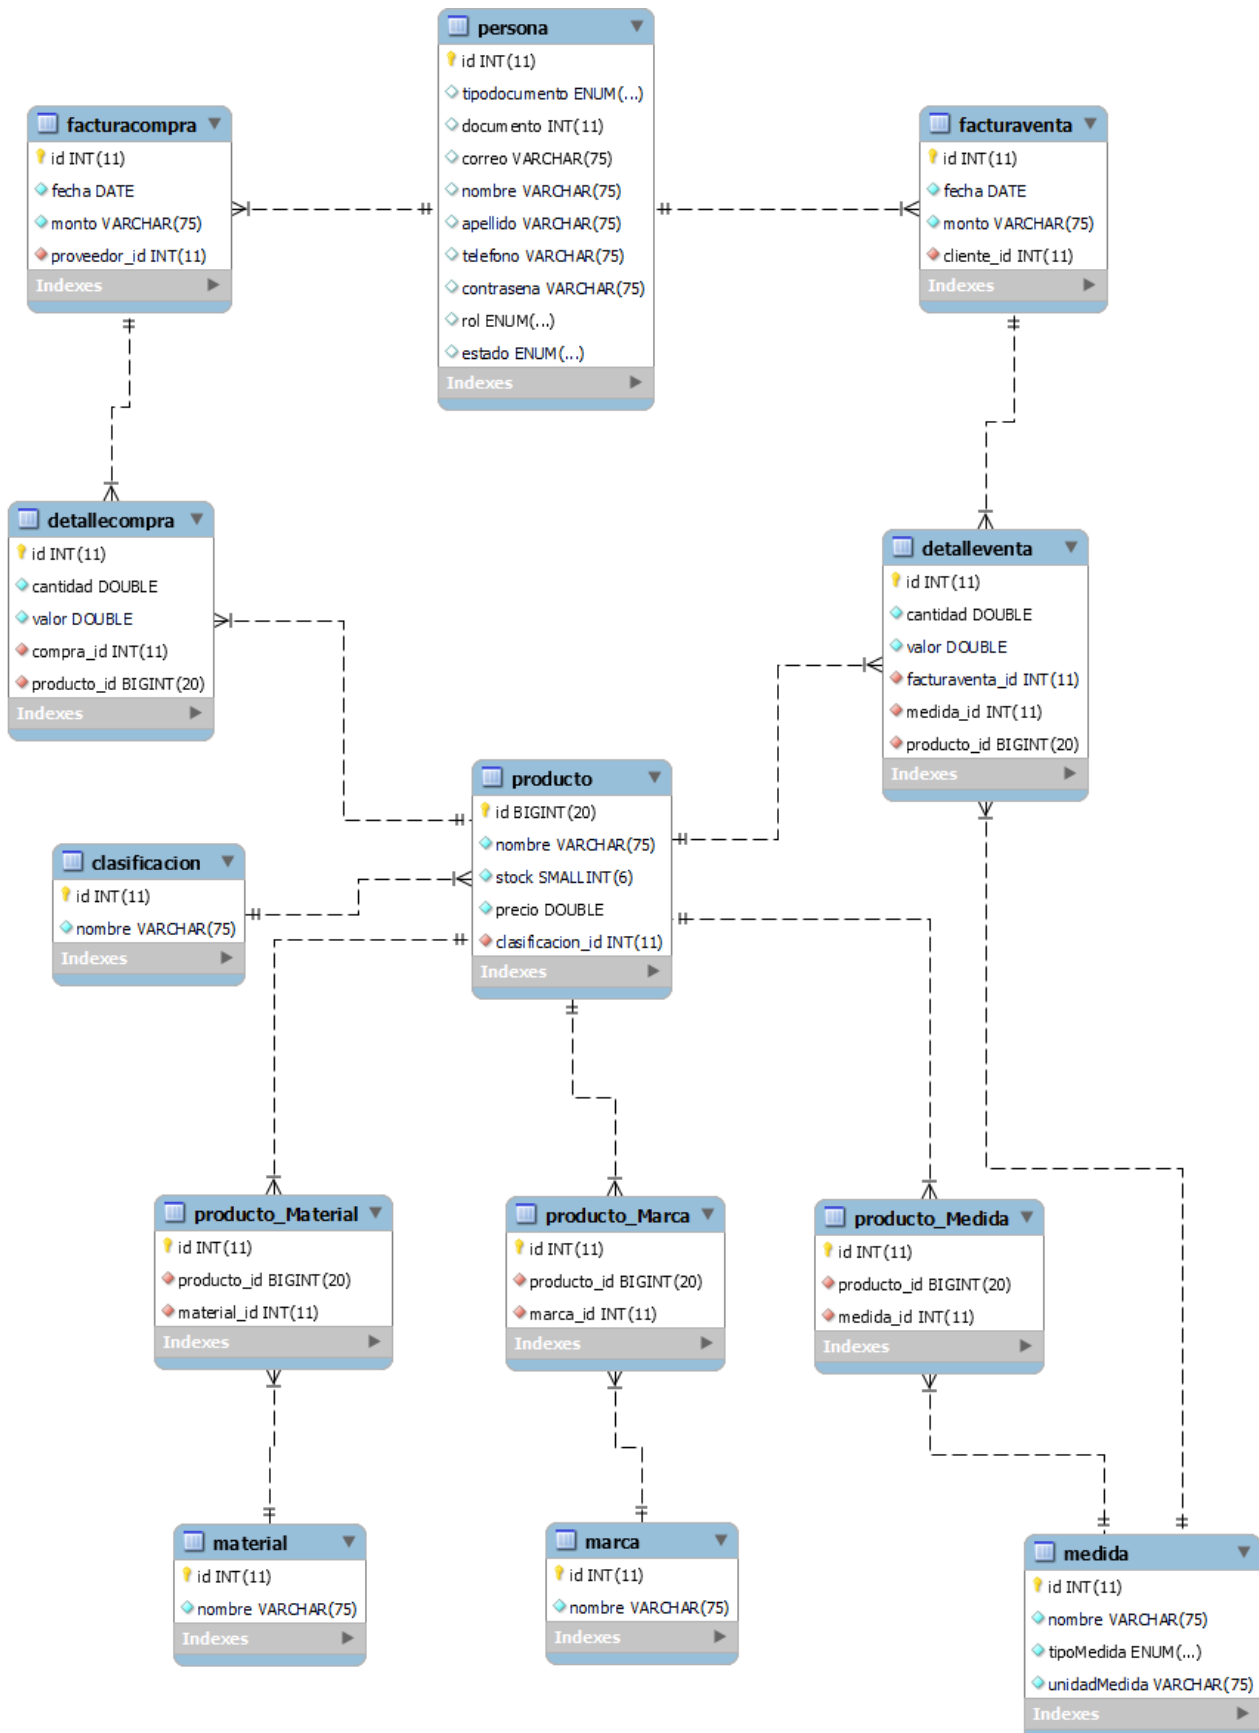 persona
id INT(11)
tipodocumento ENUM(...)
documento INT(11)
correo VARCHAR(75)
nombre VARCHAR(75)
apellido VARCHAR(75)
telefono VARCHAR(75)
contrasena VARCHAR(75)
rol ENUM(...)
estado ENUM(...)
Indexes
facturacompra
id INT(11)
fecha DATE
monto VARCHAR(75)
proveedor_id INT(11)
Indexes
facturaventa
id INT(11)
fecha DATE
monto VARCHAR(75)
cliente_id INT(11)
Indexes
detallecompra
id INT(11)
cantidad DOUBLE
valor DOUBLE
compra_id INT(11)
producto_id BIGINT(20)
Indexes
detalleventa
id INT(11)
cantidad DOUBLE
valor DOUBLE
facturaventa_id INT(11)
medida_id INT(11)
producto_id BIGINT(20)
Indexes
producto
id BIGINT(20)
nombre VARCHAR(75)
stock SMALLINT(6)
precio DOUBLE
clasificacion_id INT(11)
Indexes
clasificacion
id INT(11)
nombre VARCHAR(75)
Indexes
producto_Material
id INT(11)
producto_id BIGINT(20)
material_id INT(11)
Indexes
producto_Marca
id INT(11)
producto_id BIGINT(20)
marca_id INT(11)
Indexes
producto_Medida
id INT(11)
producto_id BIGINT(20)
medida_id INT(11)
Indexes
material
id INT(11)
nombre VARCHAR(75)
Indexes
marca
id INT(11)
nombre VARCHAR(75)
Indexes
medida
id INT(11)
nombre VARCHAR(75)
tipoMedida ENUM(...)
unidadMedida VARCHAR(75)
Indexes